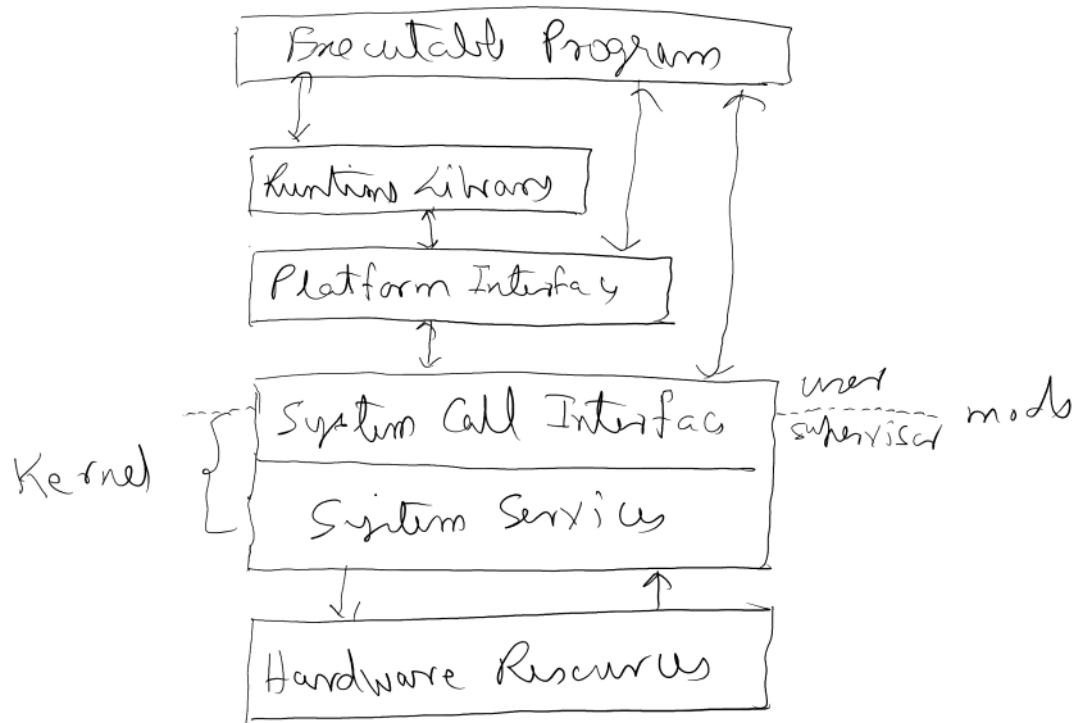 Executable Program
Runtime Library
Platform Interface
user
System Call Interface
supervisor mode
Kernel
System Services
Hardware Resources